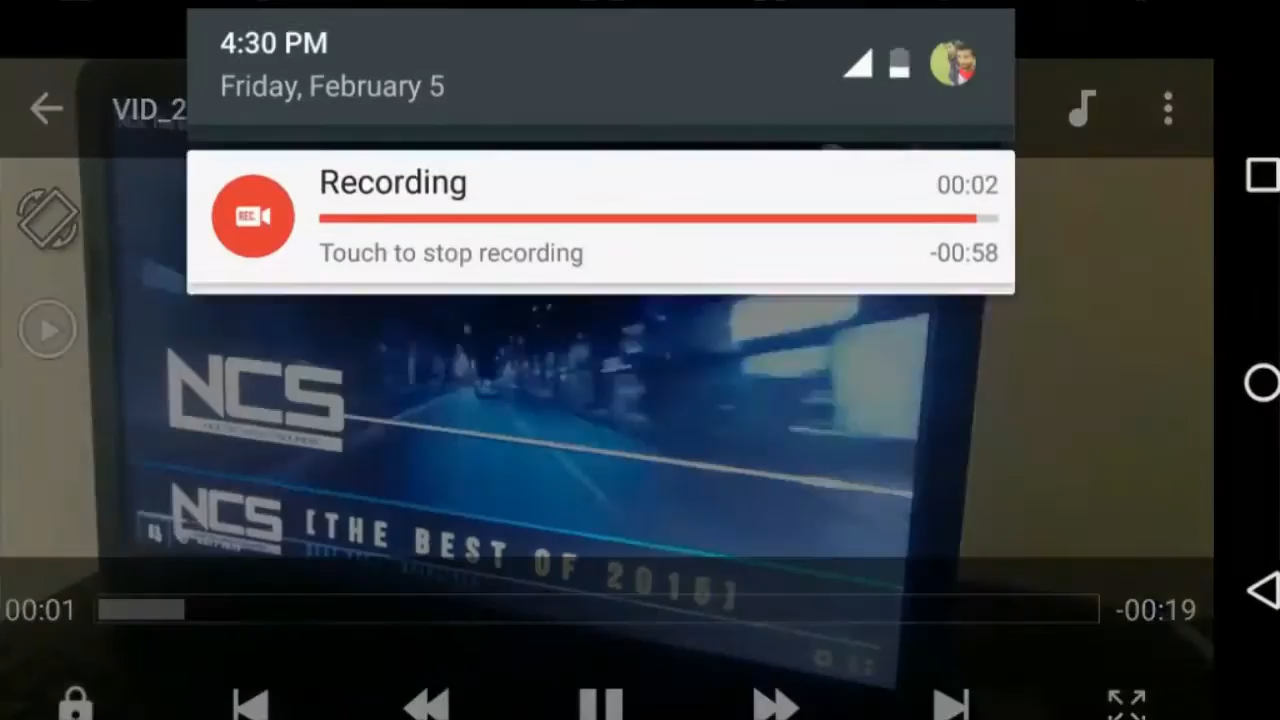 4:30 PM
Friday, February 5
VID_2
Recording
00:02
REC
Touch to stop recording
-00:58
NCS
NCS
[THE BEST OF 2015]
00:01
-00:19